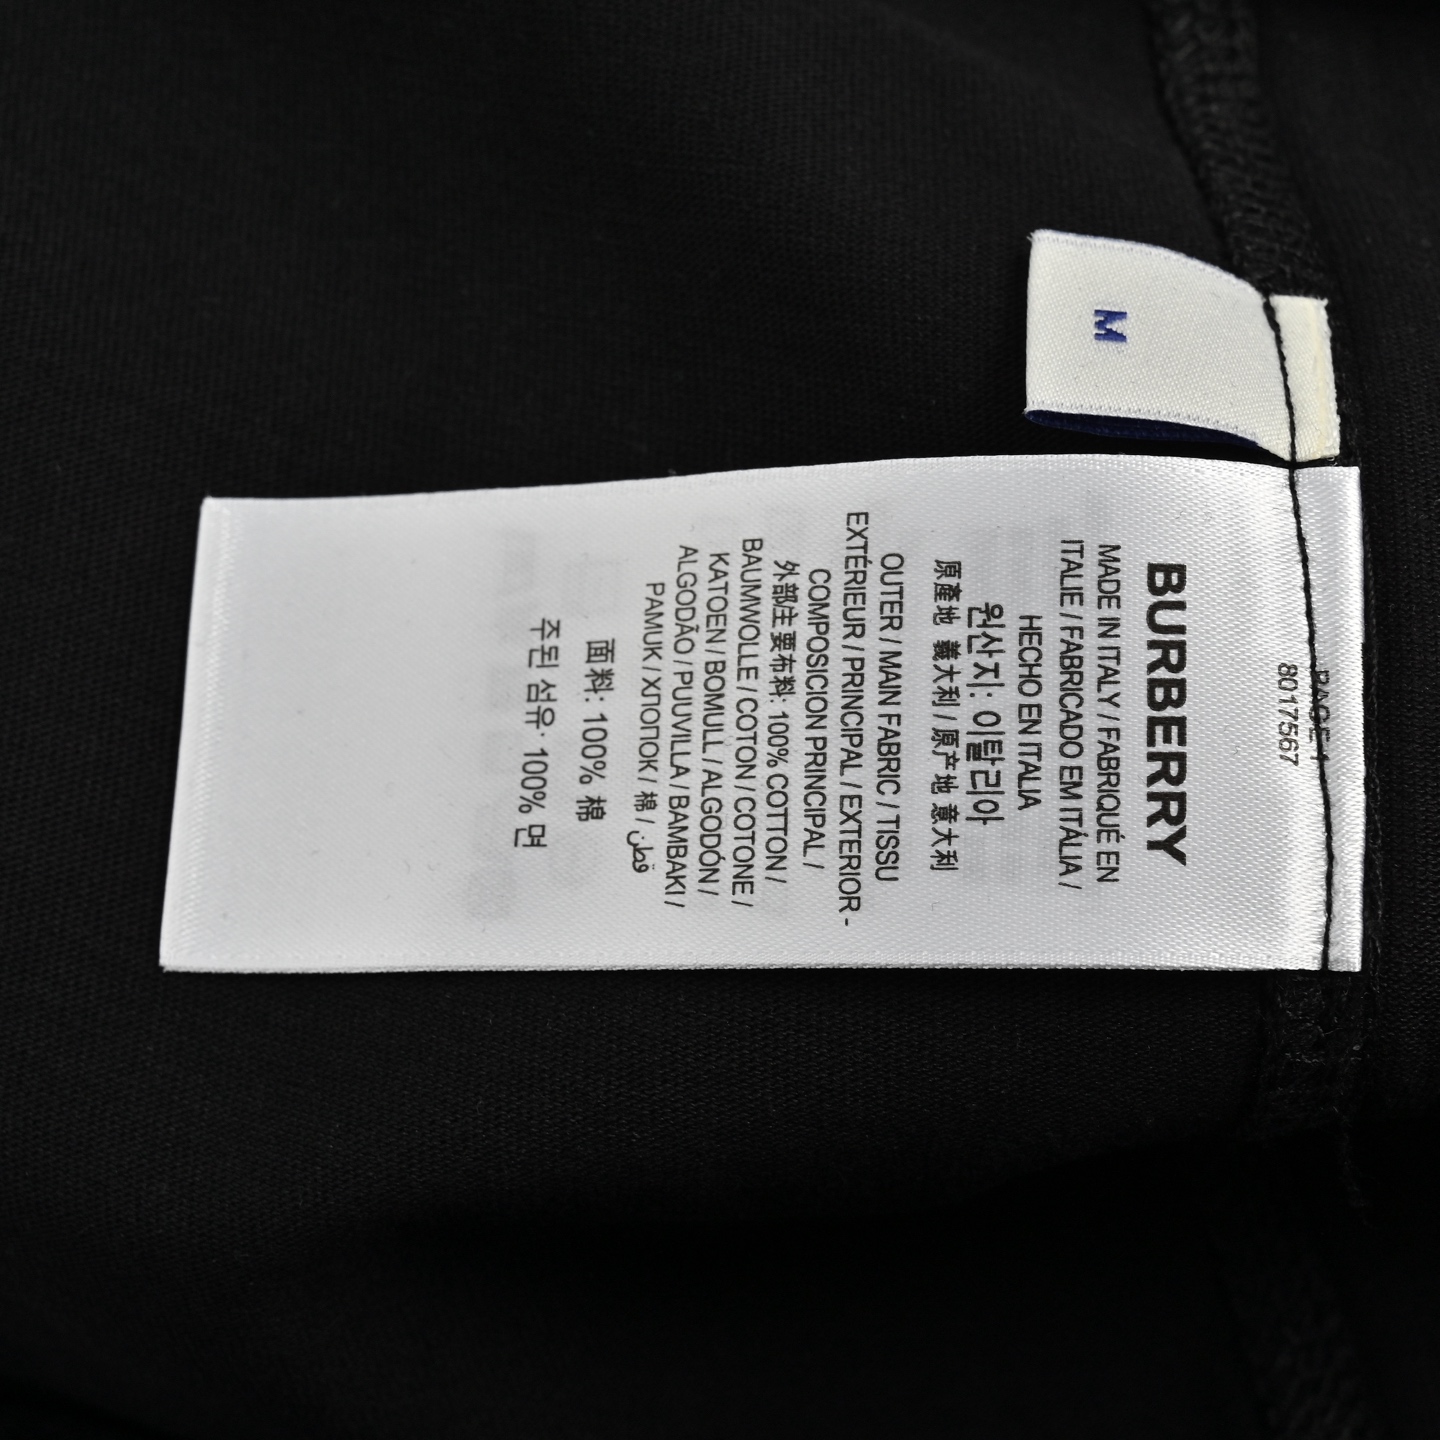 M
PAGE 1
8017567
BURBERRY
MADE IN ITALY / FABRIQUÉ EN
ITALIE / FABRICADO EM ITÁLIA /
HECHO EN ITALIA
원산지: 이탈리아
原產地 義大利 / 原产地 意大利
OUTER / MAIN FABRIC / TISSU
EXTÉRIEUR / PRINCIPAL / EXTERIOR-
COMPOSICION PRINCIPAL /
外部主要布料: 100% COTTON /
BAUMWOLLE / COTON / COTONE /
KATOEN / BOMULL / ALGODÓN /
ALGODÃO / PUUVILLA / BAMBAKI /
PAMUK / ХЛОПОК / 棉 / قطن
面料: 100% 棉
주된 섬유: 100% 면